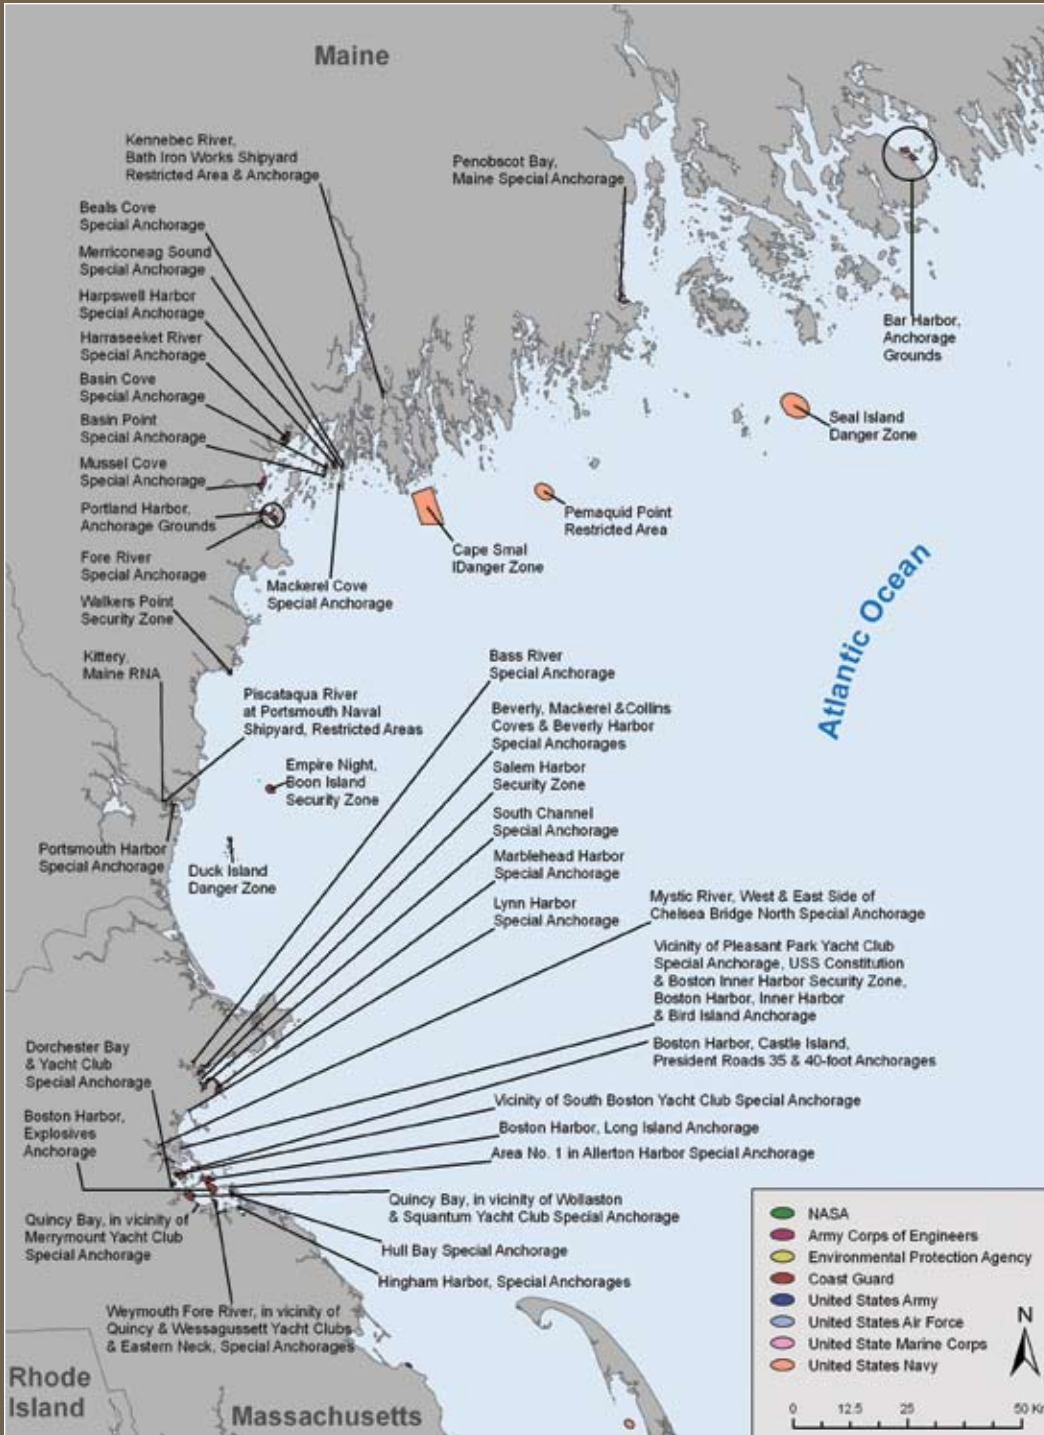 Maine
Kennebec River,
Bath Iron Works Shipyard
Restricted Area & Anchorage
Penobscot Bay,
Maine Special Anchorage
Beals Cove
Special Anchorage
Merriconeag Sound
Special Anchorage
Harpswell Harbor
Special Anchorage
Harraseeket River
Special Anchorage
Basin Cove
Special Anchorage
Basin Point
Special Anchorage
Mussel Cove
Special Anchorage
Portland Harbor,
Anchorage Grounds
Fore River
Special Anchorage
Walkers Point
Security Zone
Kittery,
Maine RNA
Bar Harbor,
Anchorage
Grounds
Seal Island
Danger Zone
Pemaquid Point
Restricted Area
Cape Smal
lDanger Zone
Mackerel Cove
Special Anchorage
Atlantic Ocean
Piscataqua River
at Portsmouth Naval
Shipyard, Restricted Areas
Empire Night,
Boon Island
Security Zone
Portsmouth Harbor
Special Anchorage
Duck Island
Danger Zone
Bass River
Special Anchorage
Beverly, Mackerel &Collins
Coves & Beverly Harbor
Special Anchorages
Salem Harbor
Security Zone
South Channel
Special Anchorage
Marblehead Harbor
Special Anchorage
Lynn Harbor
Special Anchorage
Mystic River, West & East Side of
Chelsea Bridge North Special Anchorage
Vicinity of Pleasant Park Yacht Club
Special Anchorage, USS Constitution
& Boston Inner Harbor Security Zone,
Boston Harbor, Inner Harbor
& Bird Island Anchorage
Boston Harbor, Castle Island,
President Roads 35 & 40-foot Anchorages
Vicinity of South Boston Yacht Club Special Anchorage
Boston Harbor, Long Island Anchorage
Area No. 1 in Allerton Harbor Special Anchorage
Dorchester Bay
& Yacht Club
Special Anchorage
Boston Harbor,
Explosives
Anchorage
Quincy Bay, in vicinity of
Merrymount Yacht Club
Special Anchorage
Quincy Bay, in vicinity of Wollaston
& Squantum Yacht Club Special Anchorage
Hull Bay Special Anchorage
Hingham Harbor, Special Anchorages
Weymouth Fore River, in vicinity of
Quincy & Wessagussett Yacht Clubs
& Eastern Neck, Special Anchorages
Rhode
Island
Massachusetts
NASA
Army Corps of Engineers
Environmental Protection Agency
Coast Guard
United States Army
United States Air Force
United State Marine Corps
United States Navy
N
0 12.5 25 50 Km